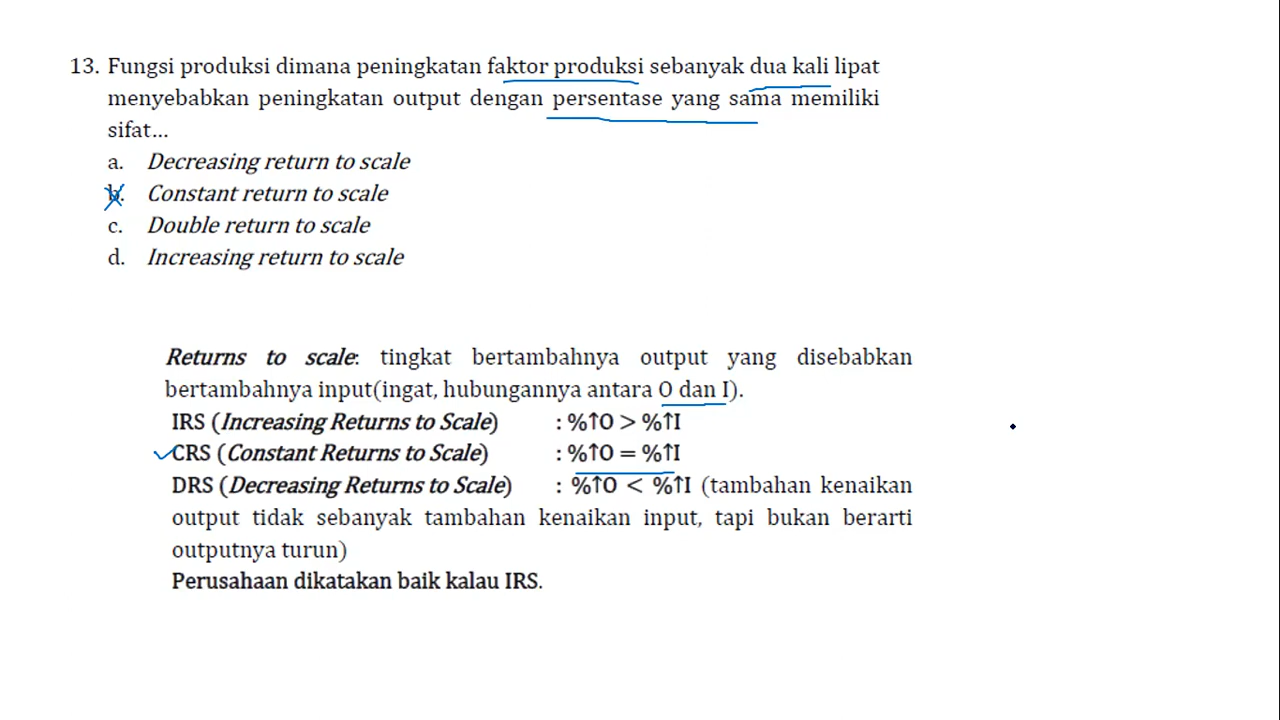 13. Fungsi produksi dimana peningkatan faktor produksi sebanyak dua kali lipat
menyebabkan peningkatan output dengan persentase yang sama memiliki
sifat...
a. Decreasing return to scale
b. Constant return to scale
c. Double return to scale
d. Increasing return to scale
Returns to scale: tingkat bertambahnya output yang disebabkan
bertambahnya input(ingat, hubungannya antara O dan I).
IRS (Increasing Returns to Scale) : %↑O > %↑I
CRS (Constant Returns to Scale) : %↑O = %↑I
DRS (Decreasing Returns to Scale) : %↑O < %↑I (tambahan kenaikan
output tidak sebanyak tambahan kenaikan input, tapi bukan berarti
outputnya turun)
Perusahaan dikatakan baik kalau IRS.